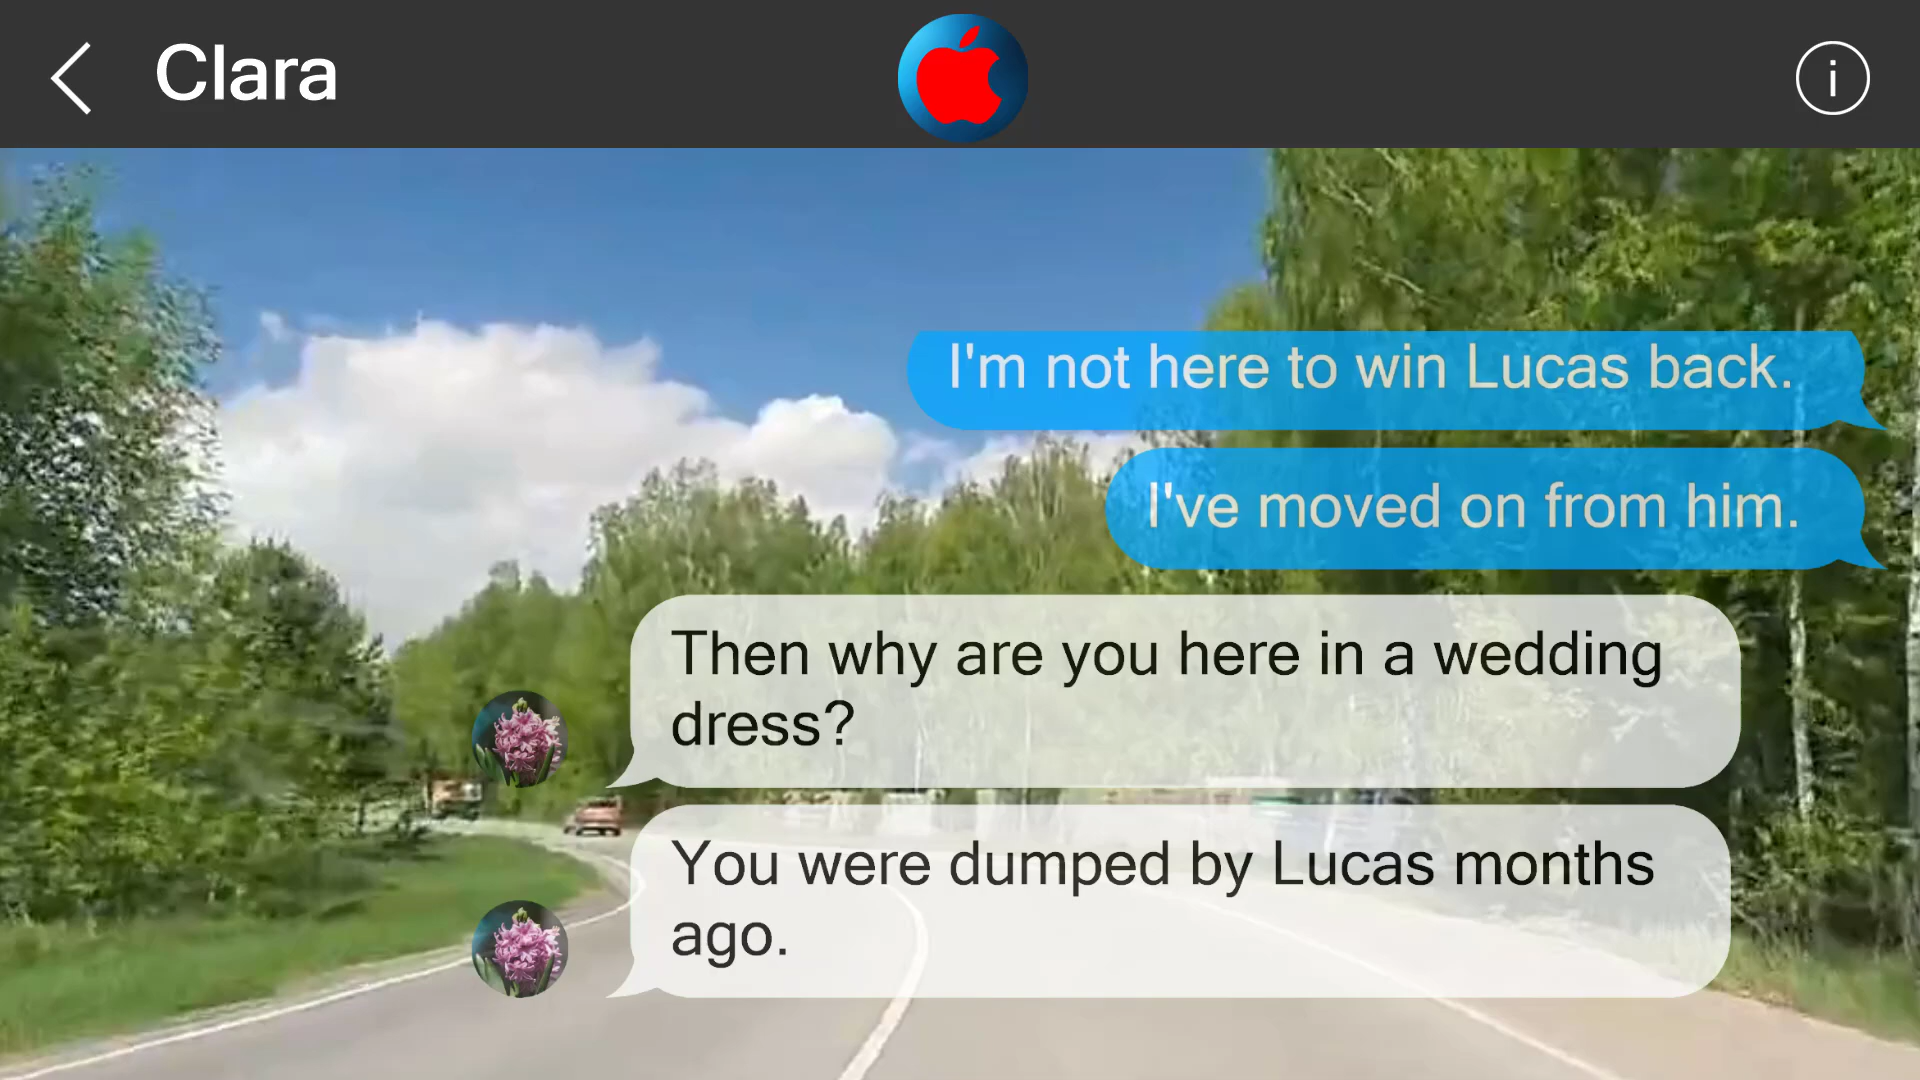 Clara
I'm not here to win Lucas back.
I've moved on from him.
Then why are you here in a wedding
dress?
You were dumped by Lucas months
ago.